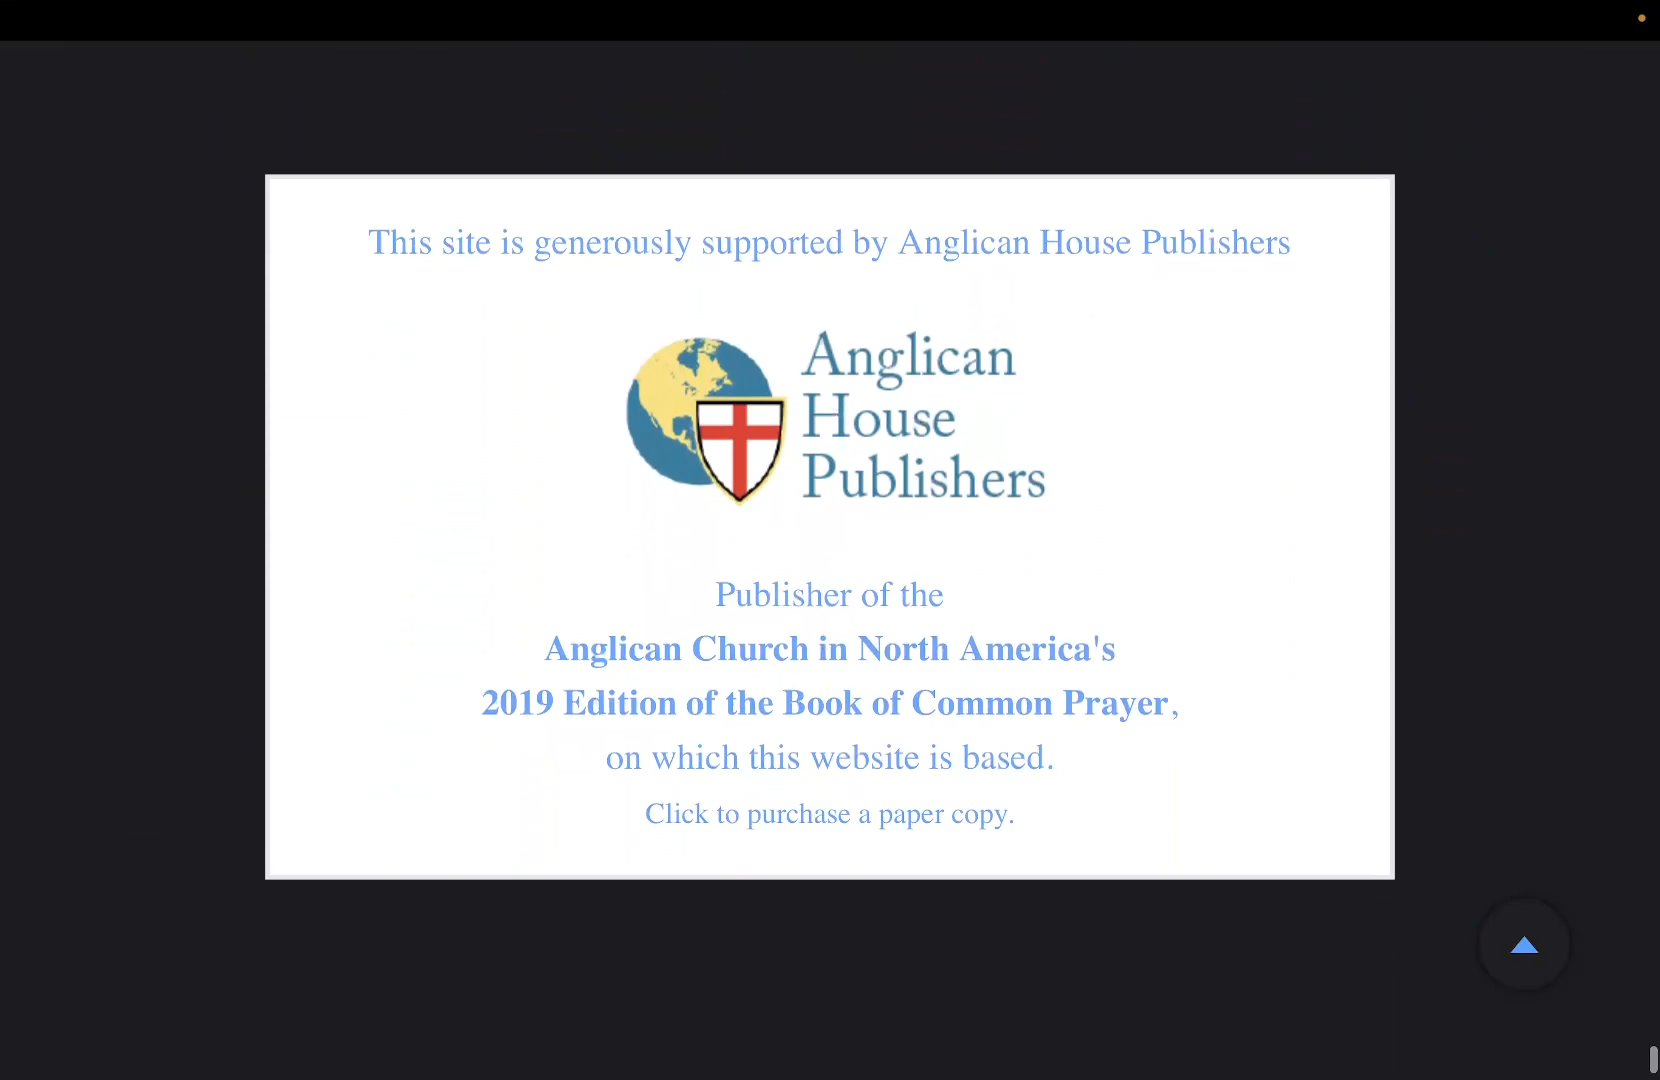 This site is generously supported by Anglican House Publishers
Anglican
House
Publishers
Publisher of the
Anglican Church in North America's
2019 Edition of the Book of Common Prayer,
on which this website is based.
Click to purchase a paper copy.